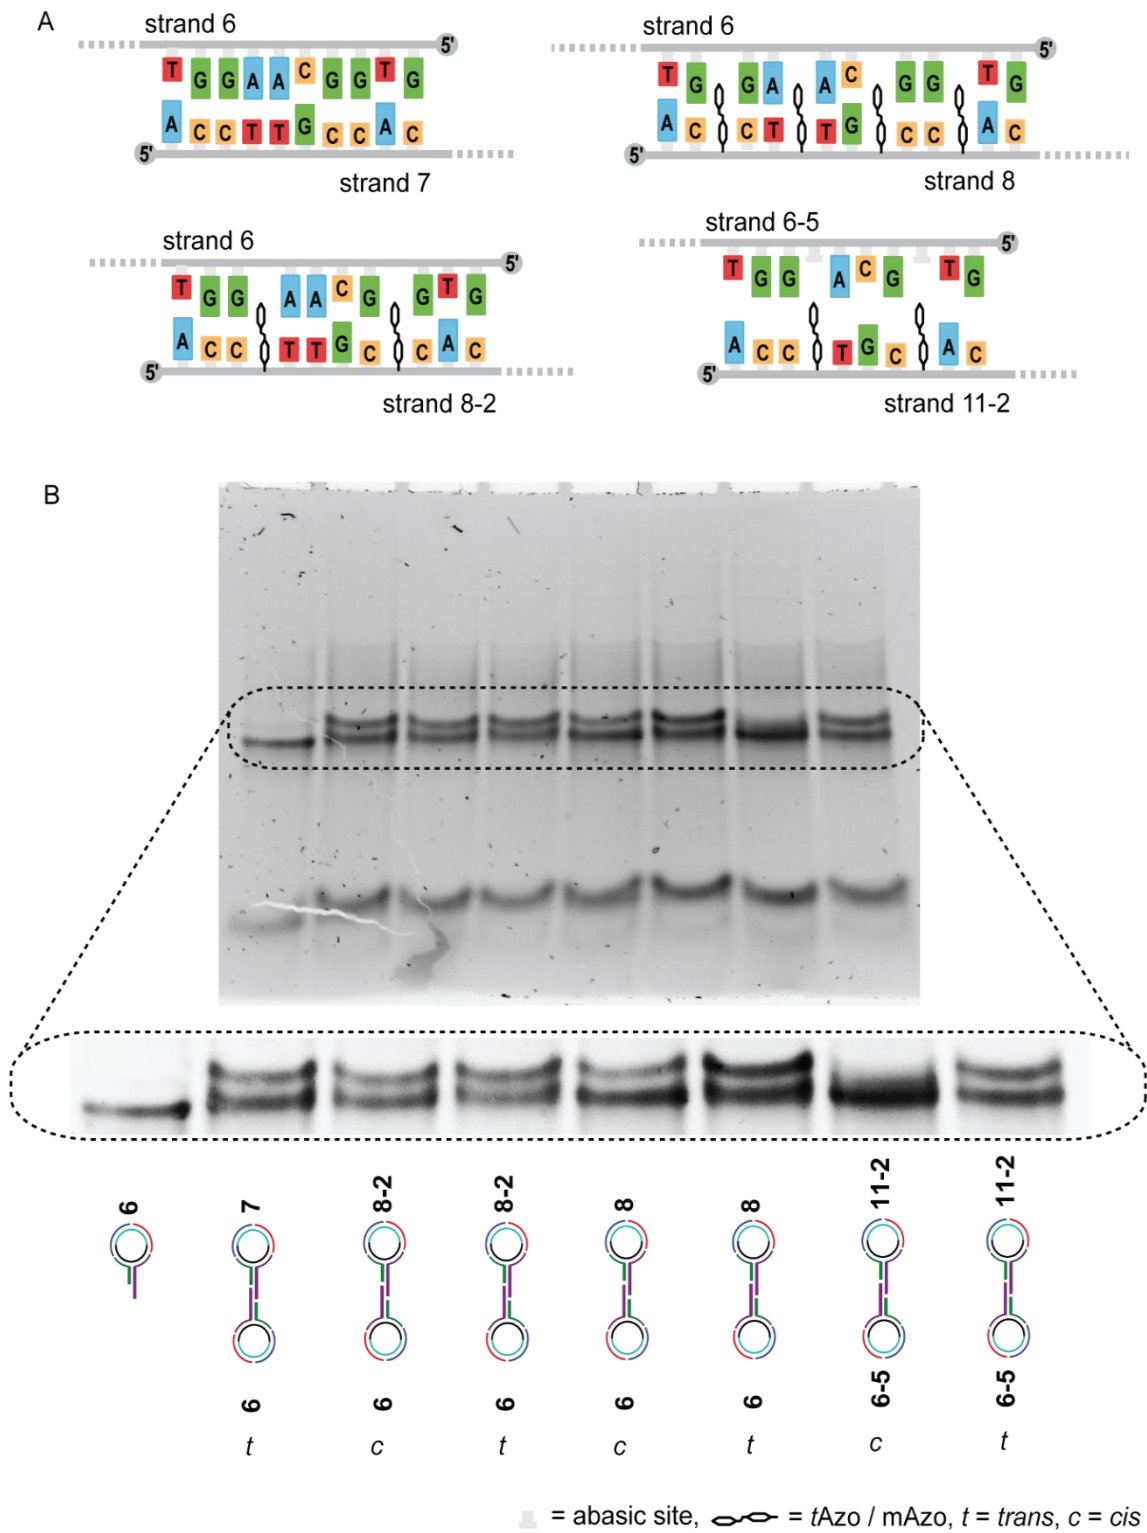 A
strand 6
5'
T G G A A C G G T G
A C C T T G C C A C
5'
strand 7
strand 6
5'
T G G A A C G G T G
A C C T T G C C A C
5'
strand 8
strand 6
5'
T G G A A C G G T G
A C C T T G C C A C
5'
strand 8-2
strand 6-5
5'
T G G A C G T G
A C C T G C A C
5'
strand 11-2
B
6 7 8-2 8-2 8 8 11-2 11-2
6 6 6 6 6 6-5 6-5
t c t c t c t
= abasic site, = tAzo / mAzo, t = trans, c = cis